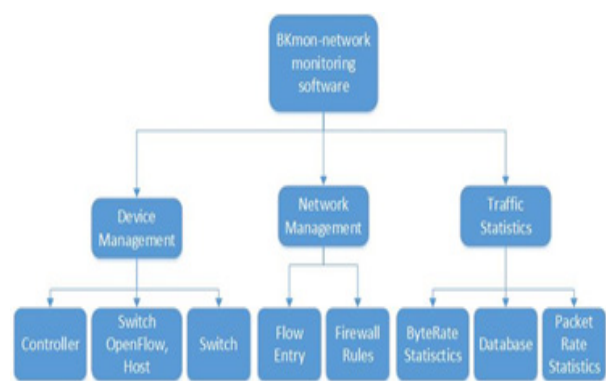 BKmon-network
monitoring
software
Device
Management
Network
Management
Traffic
Statistics
Controller
Switch
OpenFlow,
Host
Switch
Flow
Entry
Firewall
Rules
ByteRate
Statisctics
Database
Packet
Rate
Statistics